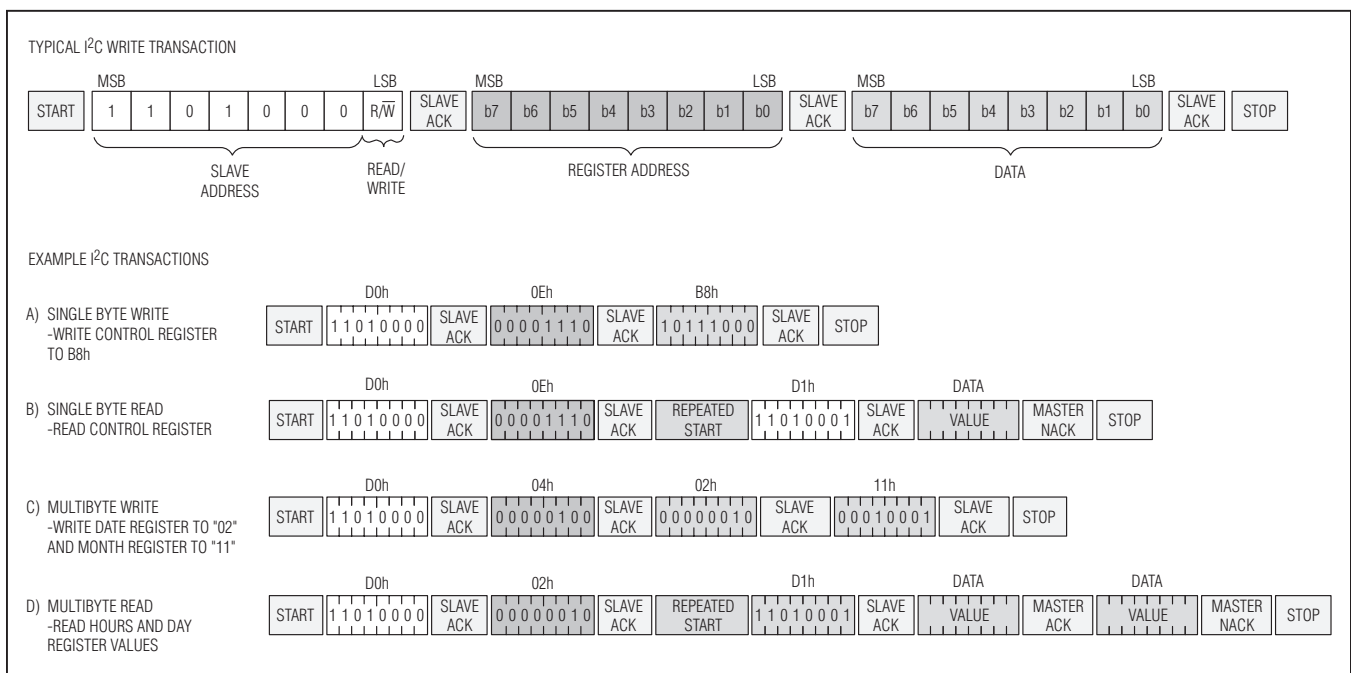 TYPICAL I2C WRITE TRANSACTION
MSB LSB MSB LSB MSB LSB
START 1 1 0 1 0 0 0 R/W̅ SLAVE ACK b7 b6 b5 b4 b3 b2 b1 b0 SLAVE ACK b7 b6 b5 b4 b3 b2 b1 b0 SLAVE ACK STOP
SLAVE ADDRESS READ/WRITE REGISTER ADDRESS DATA
EXAMPLE I2C TRANSACTIONS
D0h 0Eh B8h
A) SINGLE BYTE WRITE
-WRITE CONTROL REGISTER
TO B8h
START 11010000 SLAVE ACK 00001110 SLAVE ACK 10111000 SLAVE ACK STOP
D0h 0Eh D1h DATA
B) SINGLE BYTE READ
-READ CONTROL REGISTER
START 11010000 SLAVE ACK 00001110 SLAVE ACK REPEATED START 11010001 SLAVE ACK VALUE MASTER NACK STOP
D0h 04h 02h 11h
C) MULTIBYTE WRITE
-WRITE DATE REGISTER TO "02"
AND MONTH REGISTER TO "11"
START 11010000 SLAVE ACK 00000100 SLAVE ACK 00000010 SLAVE ACK 00010001 SLAVE ACK STOP
D0h 02h D1h DATA DATA
D) MULTIBYTE READ
-READ HOURS AND DAY
REGISTER VALUES
START 11010000 SLAVE ACK 00000010 SLAVE ACK REPEATED START 11010001 SLAVE ACK VALUE MASTER ACK VALUE MASTER NACK STOP